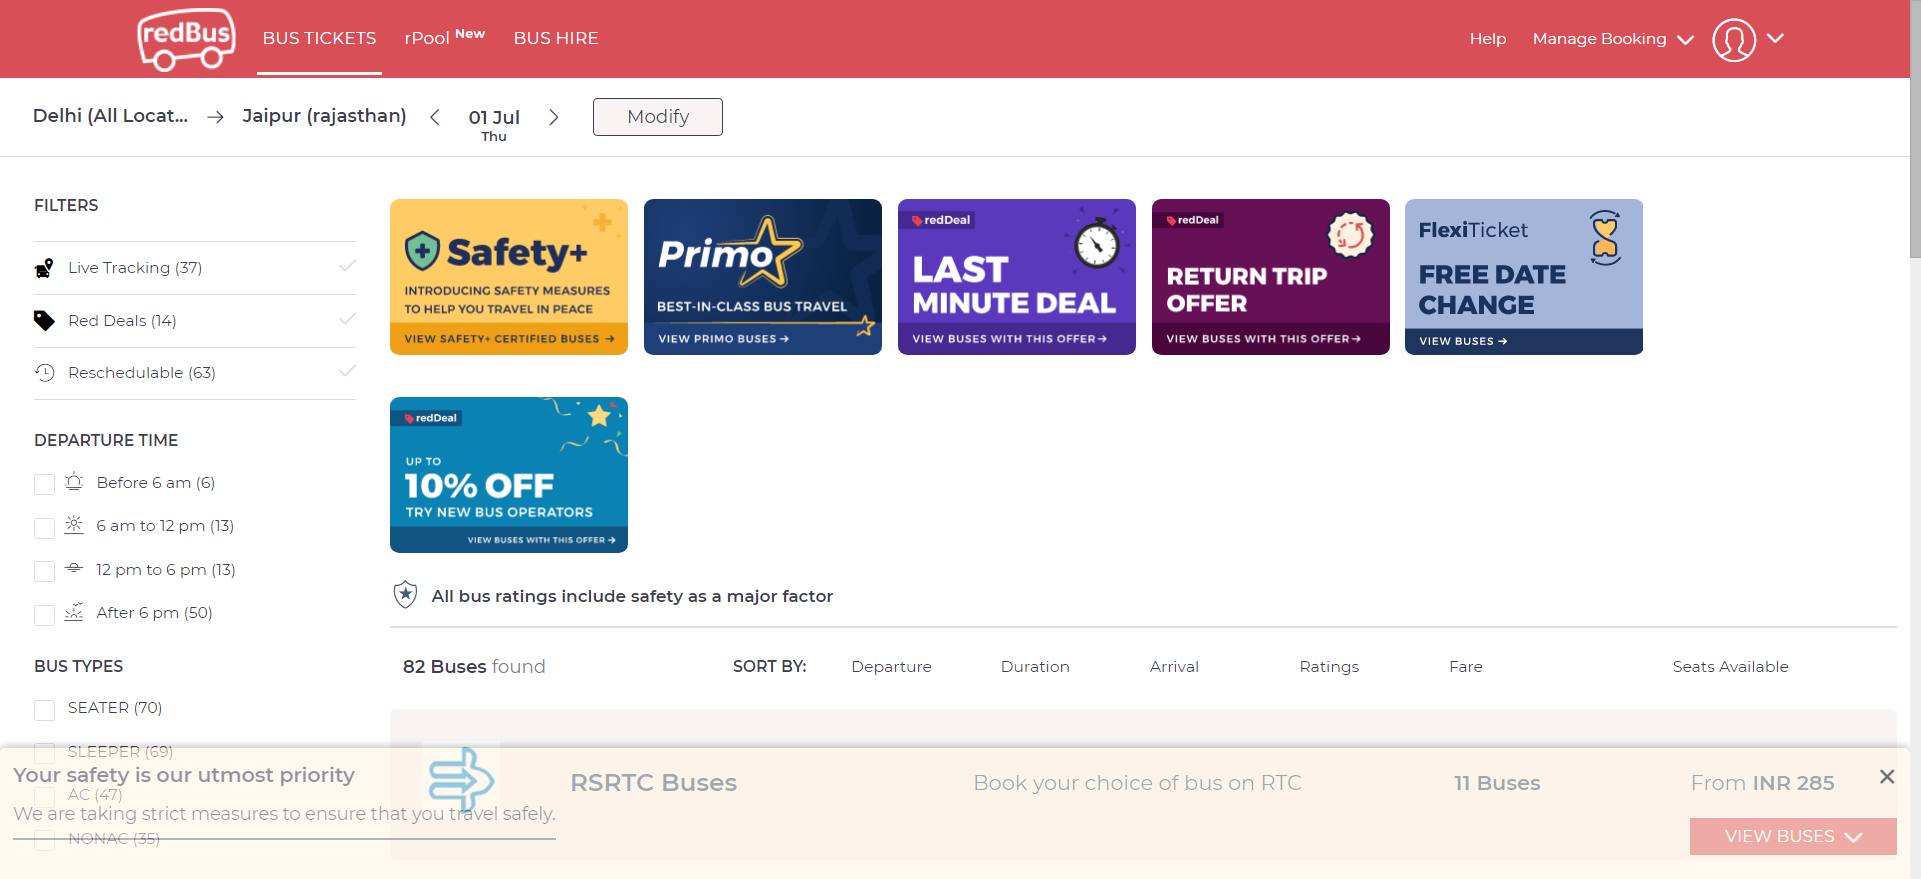 redBus
BUS TICKETS
rPool New
BUS HIRE
Help
Manage Booking
Delhi (All Locat...
Jaipur (rajasthan)
01 Jul
Thu
Modify
FILTERS
Live Tracking (37)
Red Deals (14)
Reschedulable (63)
DEPARTURE TIME
Before 6 am (6)
6 am to 12 pm (13)
12 pm to 6 pm (13)
After 6 pm (50)
BUS TYPES
SEATER (70)
SLEEPER (69)
AC (47)
NONAC (35)
Safety+
INTRODUCING SAFETY MEASURES
TO HELP YOU TRAVEL IN PEACE
VIEW SAFETY+ CERTIFIED BUSES →
Primo
BEST-IN-CLASS BUS TRAVEL
VIEW PRIMO BUSES →
redDeal
LAST
MINUTE DEAL
VIEW BUSES WITH THIS OFFER →
redDeal
RETURN TRIP
OFFER
VIEW BUSES WITH THIS OFFER →
FlexiTicket
FREE DATE
CHANGE
VIEW BUSES →
redDeal
UP TO
10% OFF
TRY NEW BUS OPERATORS
VIEW BUSES WITH THIS OFFER →
All bus ratings include safety as a major factor
82 Buses found
SORT BY:
Departure
Duration
Arrival
Ratings
Fare
Seats Available
RSRTC Buses
Book your choice of bus on RTC
11 Buses
From INR 285
VIEW BUSES
Your safety is our utmost priority
We are taking strict measures to ensure that you travel safely.